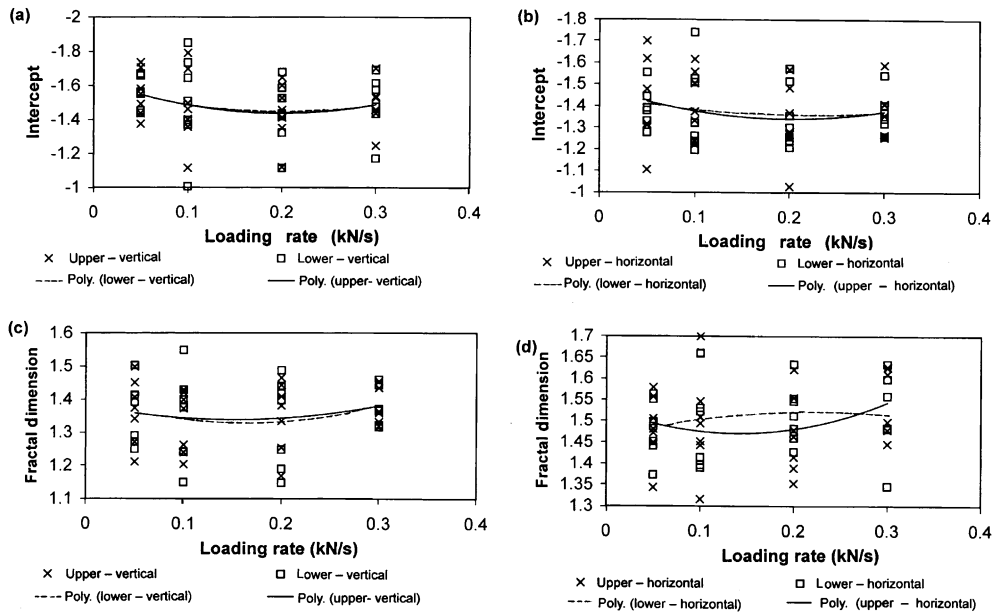 (a)
-2
-1.8
-1.6
-1.4
-1.2
-1
Intercept
0 0.1 0.2 0.3 0.4
Loading rate (kN/s)
× Upper – vertical □ Lower – vertical
Poly. (lower – vertical) Poly. (upper- vertical)
(b)
-1.8
-1.7
-1.6
-1.5
-1.4
-1.3
-1.2
-1.1
-1
Intercept
0 0.1 0.2 0.3 0.4
Loading rate (kN/s)
× Upper – horizontal □ Lower – horizontal
Poly. (lower – horizontal) Poly. (upper – horizontal)
(c)
1.6
1.5
1.4
1.3
1.2
1.1
Fractal dimension
0 0.1 0.2 0.3 0.4
Loading rate (kN/s)
× Upper – vertical □ Lower – vertical
Poly. (lower – vertical) Poly. (upper- vertical)
(d)
1.7
1.65
1.6
1.55
1.5
1.45
1.4
1.35
1.3
Fractal dimension
0 0.1 0.2 0.3 0.4
Loading rate (kN/s)
× Upper – horizontal □ Lower – horizontal
Poly. (lower – horizontal) Poly. (upper – horizontal)